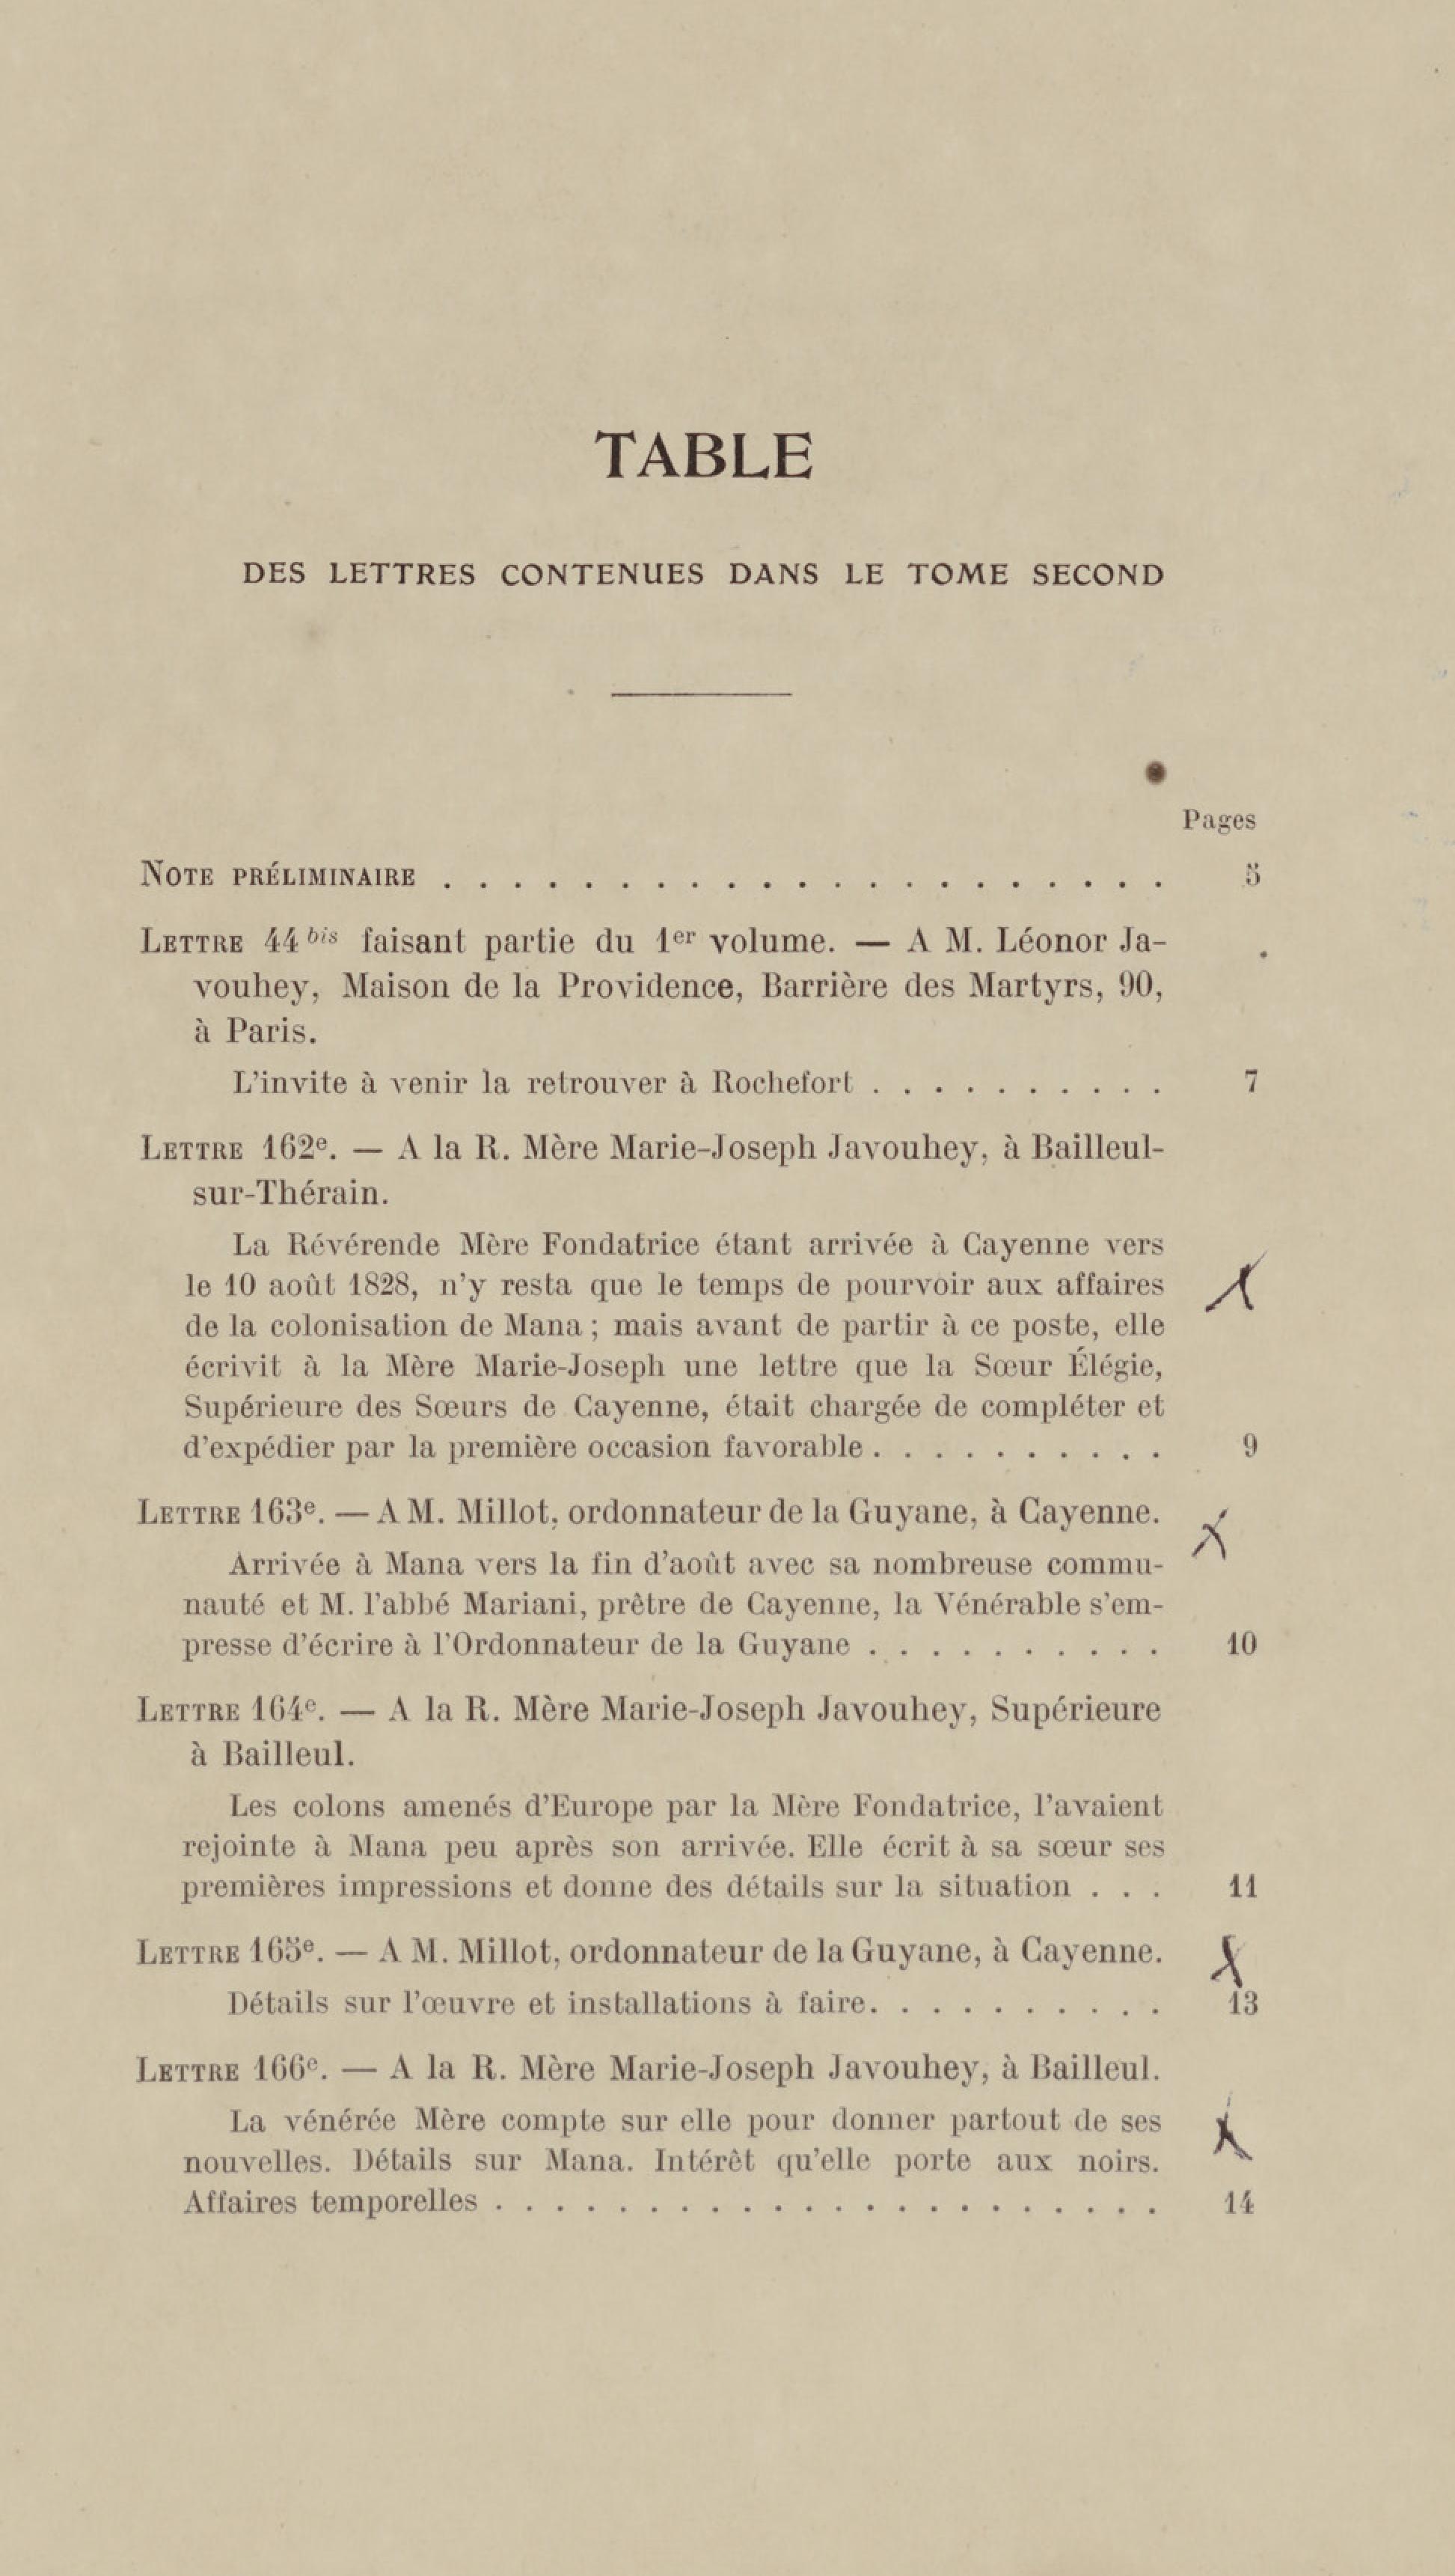 TABLE
DES LETTRES CONTENUES DANS LE TOME SECOND
Pages
NOTE PRÉLIMINAIRE . . . . . . . . . . . . . . . . . . . . . 5
LETTRE 44 bis faisant partie du 1er volume. — A M. Léonor Ja-
vouhey, Maison de la Providence, Barrière des Martyrs, 90,
à Paris.
L'invite à venir la retrouver à Rochefort . . . . . . . . . . 7
LETTRE 162e. — A la R. Mère Marie-Joseph Javouhey, à Bailleul-
sur-Thérain.
La Révérende Mère Fondatrice étant arrivée à Cayenne vers
le 10 août 1828, n'y resta que le temps de pourvoir aux affaires
de la colonisation de Mana ; mais avant de partir à ce poste, elle
écrivit à la Mère Marie-Joseph une lettre que la Sœur Élégie,
Supérieure des Sœurs de Cayenne, était chargée de compléter et
d'expédier par la première occasion favorable . . . . . . . . . . 9
LETTRE 163e. — A M. Millot, ordonnateur de la Guyane, à Cayenne.
Arrivée à Mana vers la fin d'août avec sa nombreuse commu-
nauté et M. l'abbé Mariani, prêtre de Cayenne, la Vénérable s'em-
presse d'écrire à l'Ordonnateur de la Guyane . . . . . . . . . . 10
LETTRE 164e. — A la R. Mère Marie-Joseph Javouhey, Supérieure
à Bailleul.
Les colons amenés d'Europe par la Mère Fondatrice, l'avaient
rejointe à Mana peu après son arrivée. Elle écrit à sa sœur ses
premières impressions et donne des détails sur la situation . . . 11
LETTRE 165e. — A M. Millot, ordonnateur de la Guyane, à Cayenne.
Détails sur l'œuvre et installations à faire. . . . . . . . . . 13
LETTRE 166e. — A la R. Mère Marie-Joseph Javouhey, à Bailleul.
La vénérée Mère compte sur elle pour donner partout de ses
nouvelles. Détails sur Mana. Intérêt qu'elle porte aux noirs.
Affaires temporelles . . . . . . . . . . . . . . . . . . . . . . 14